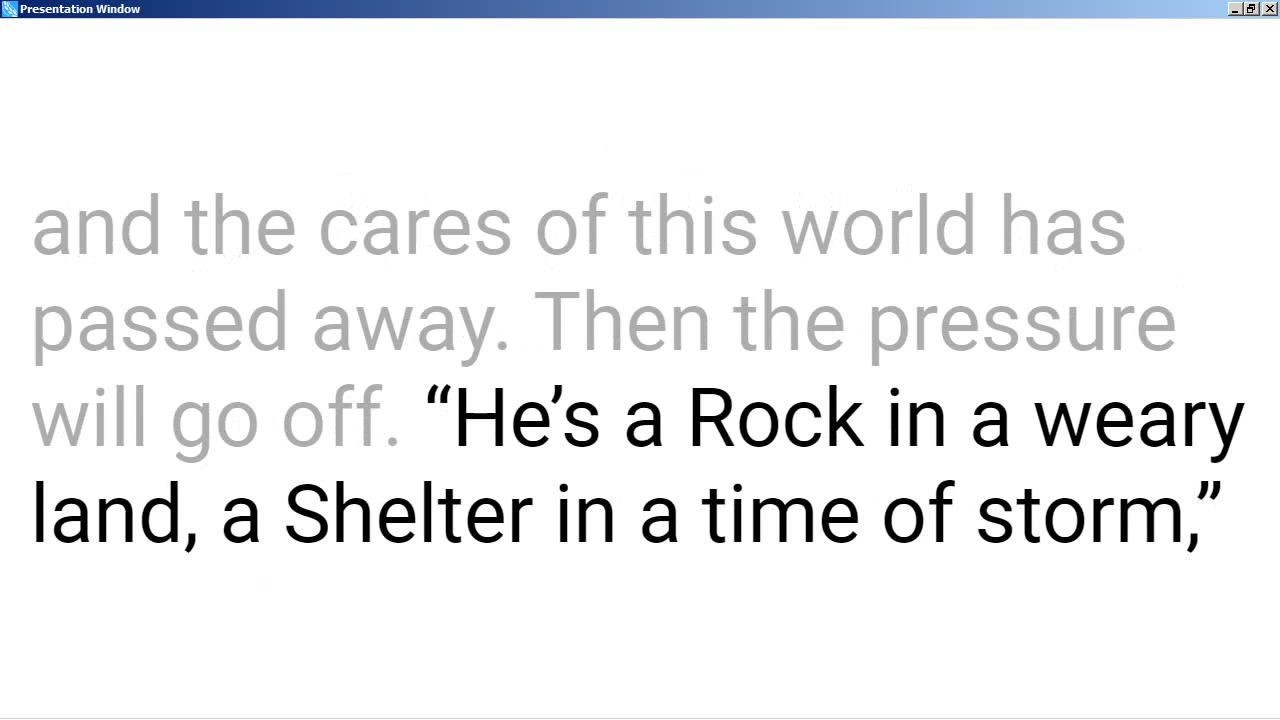 Presentation Window
and the cares of this world has
passed away. Then the pressure
will go off. “He’s a Rock in a weary
land, a Shelter in a time of storm,”